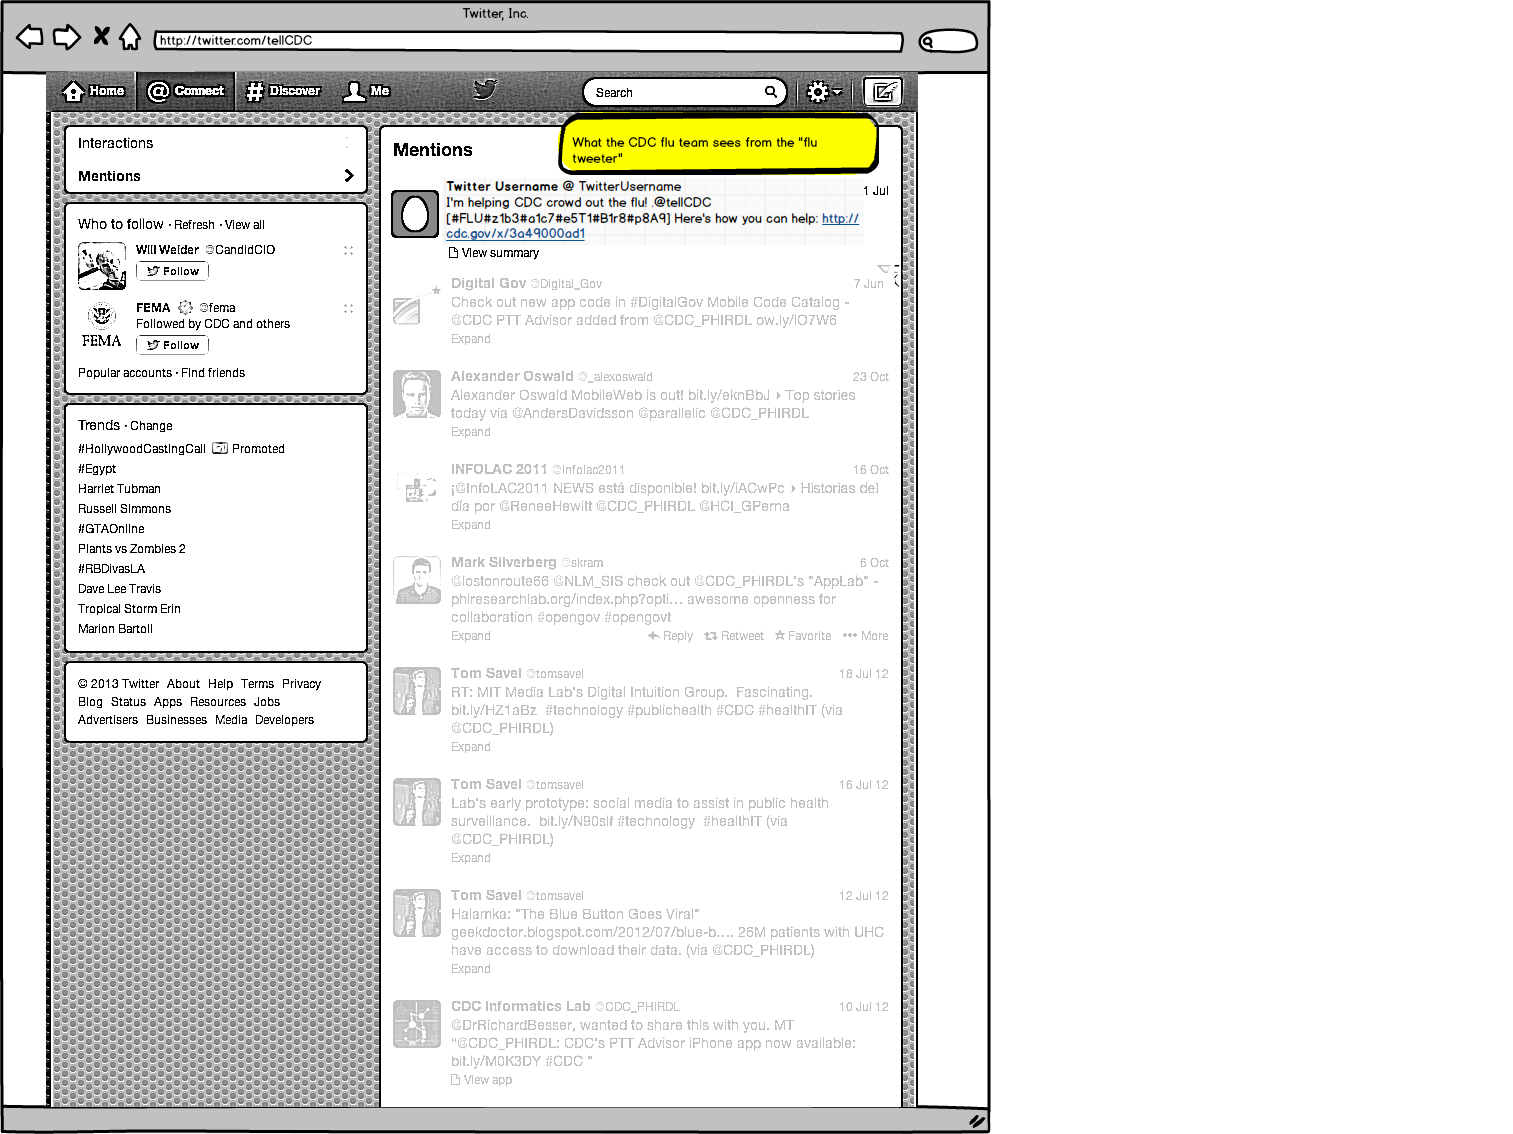 Twitter, Inc.
http://twitter.com/tellCDC
Home
Connect
Discover
Me
Search
Interactions
Mentions
Who to follow · Refresh · View all
Will Weider @CandidCIO
Follow
FEMA @fema
Followed by CDC and others
FEMA
Follow
Popular accounts · Find friends
Trends · Change
#HollywoodCastingCall Promoted
#Egypt
Harriet Tubman
Russell Simmons
#GTAOnline
Plants vs Zombies 2
#RBDivasLA
Dave Lee Travis
Tropical Storm Erin
Marion Bartoli
© 2013 Twitter About Help Terms Privacy
Blog Status Apps Resources Jobs
Advertisers Businesses Media Developers
Mentions
What the CDC flu team sees from the "flu
tweeter"
Twitter Username @ TwitterUsername
1 Jul
I'm helping CDC crowd out the flu! .@tellCDC
[#FLU#z1b3#a1c7#e5T1#B1r8#p8A9] Here's how you can help: http://
cdc.gov/x/3a49000ad1
View summary
Digital Gov @Digital_Gov 7 Jun
Check out new app code in #DigitalGov Mobile Code Catalog -
@CDC PTT Advisor added from @CDC_PHIRDL ow.ly/lO7W6
Expand
Alexander Oswald @_alexoswald 23 Oct
Alexander Oswald MobileWeb is out! bit.ly/eknBbJ ▸ Top stories
today via @AndersDavidsson @parallelic @CDC_PHIRDL
Expand
INFOLAC 2011 @infolac2011 16 Oct
¡@InfoLAC2011 NEWS está disponible! bit.ly/iACwPc ▸ Historias del
día por @ReneeHewitt @CDC_PHIRDL @HCI_GPerna
Expand
Mark Silverberg @skram 6 Oct
@lostonroute66 @NLM_SIS check out @CDC_PHIRDL's "AppLab" -
phiresearchlab.org/index.php?opti… awesome openness for
collaboration #opengov #opengovt
Expand Reply Retweet Favorite More
Tom Savel @tomsavel 18 Jul 12
RT: MIT Media Lab's Digital Intuition Group. Fascinating.
bit.ly/HZ1aBz #technology #publichealth #CDC #healthIT (via
@CDC_PHIRDL)
Expand
Tom Savel @tomsavel 16 Jul 12
Lab's early prototype: social media to assist in public health
surveillance. bit.ly/N90slf #technology #healthIT (via
@CDC_PHIRDL)
Expand
Tom Savel @tomsavel 12 Jul 12
Halamka: "The Blue Button Goes Viral"
geekdoctor.blogspot.com/2012/07/blue-b…. 26M patients with UHC
have access to download their data. (via @CDC_PHIRDL)
Expand
CDC Informatics Lab @CDC_PHIRDL 10 Jul 12
@DrRichardBesser, wanted to share this with you. MT
“@CDC_PHIRDL: CDC's PTT Advisor iPhone app now available:
bit.ly/M0K3DY #CDC “
View app